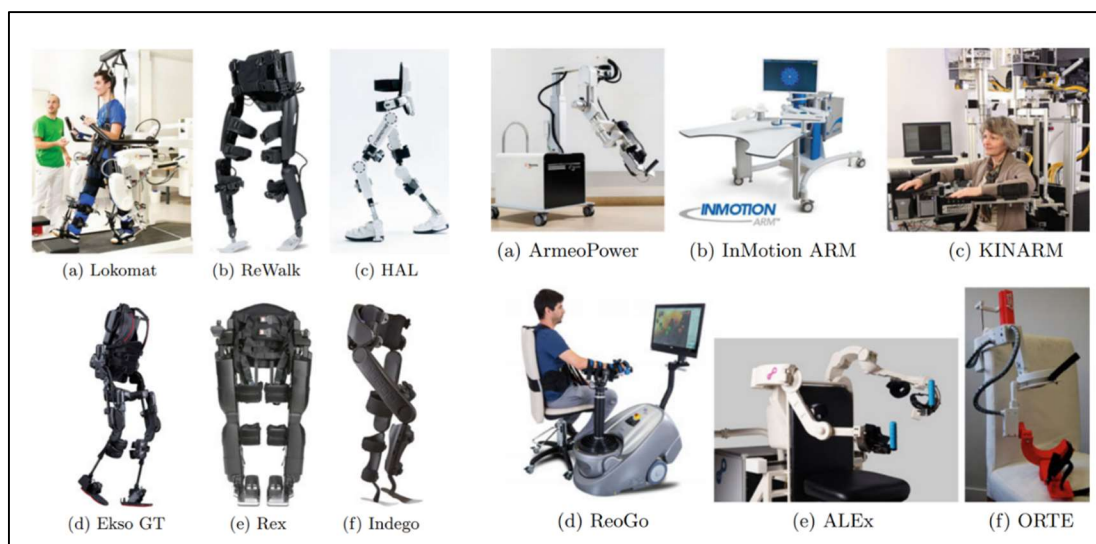 (a) Lokomat
(b) ReWalk
(c) HAL
(d) Ekso GT
(e) Rex
(f) Indego
INMOTION
ARM
(a) ArmeoPower
(b) InMotion ARM
(c) KINARM
(d) ReoGo
(e) ALEx
(f) ORTE